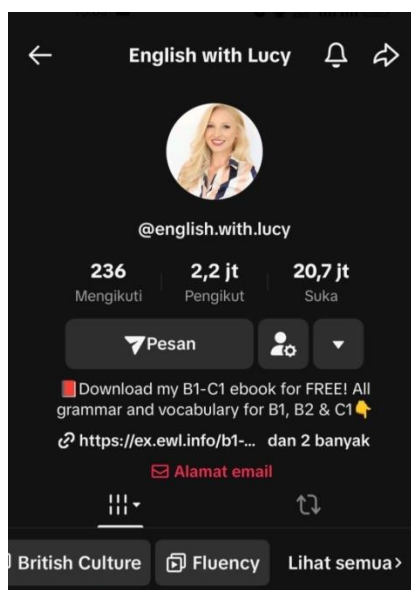 English with Lucy
@english.with.lucy
236 2,2 jt 20,7 jt
Mengikuti Pengikut Suka
Pesan
📕Download my B1-C1 ebook for FREE! All
grammar and vocabulary for B1, B2 & C1👇
https://ex.ewl.info/b1-... dan 2 banyak
Alamat email
British Culture Fluency Lihat semua>